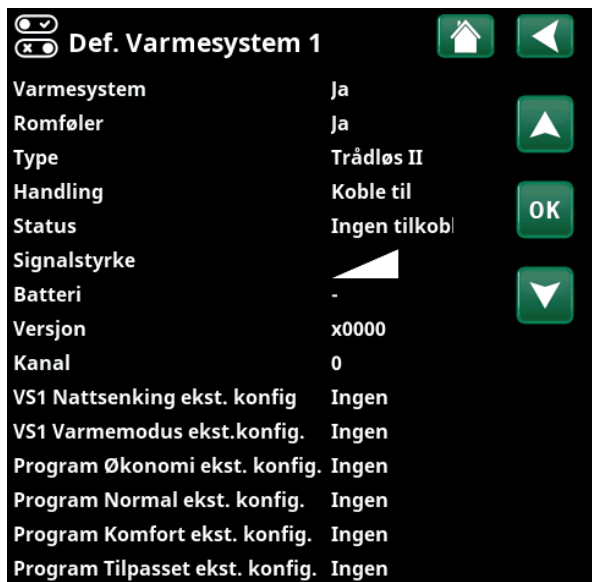 Def. Varmesystem 1
Varmesystem Ja
Romføler Ja
Type Trådløs II
OK
Handling Koble til
Status Ingen tilkobl
Signalstyrke
Batteri -
Versjon x0000
Kanal 0
VS1 Nattsenking ekst. konfig Ingen
VS1 Varmemodus ekst.konfig. Ingen
Program Økonomi ekst. konfig. Ingen
Program Normal ekst. konfig. Ingen
Program Komfort ekst. konfig. Ingen
Program Tilpasset ekst. konfig. Ingen